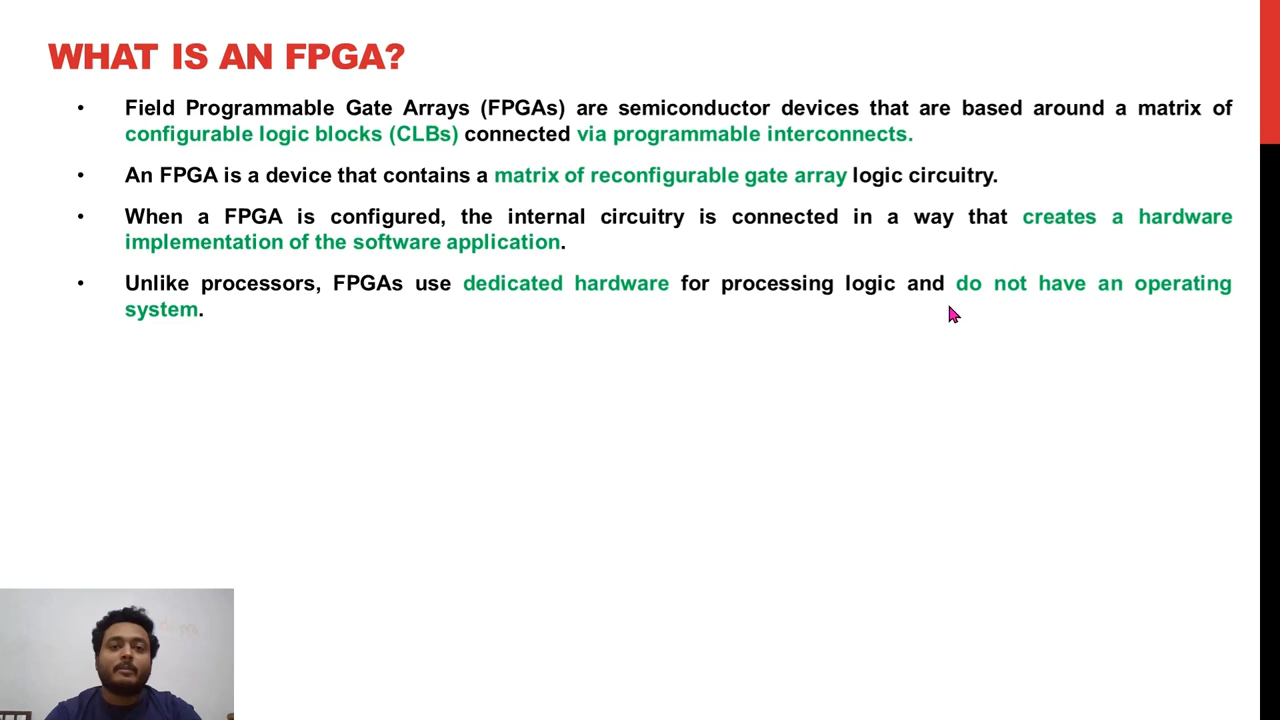 WHAT IS AN FPGA?
• Field Programmable Gate Arrays (FPGAs) are semiconductor devices that are based around a matrix of
configurable logic blocks (CLBs) connected via programmable interconnects.
• An FPGA is a device that contains a matrix of reconfigurable gate array logic circuitry.
• When a FPGA is configured, the internal circuitry is connected in a way that creates a hardware
implementation of the software application.
• Unlike processors, FPGAs use dedicated hardware for processing logic and do not have an operating
system.